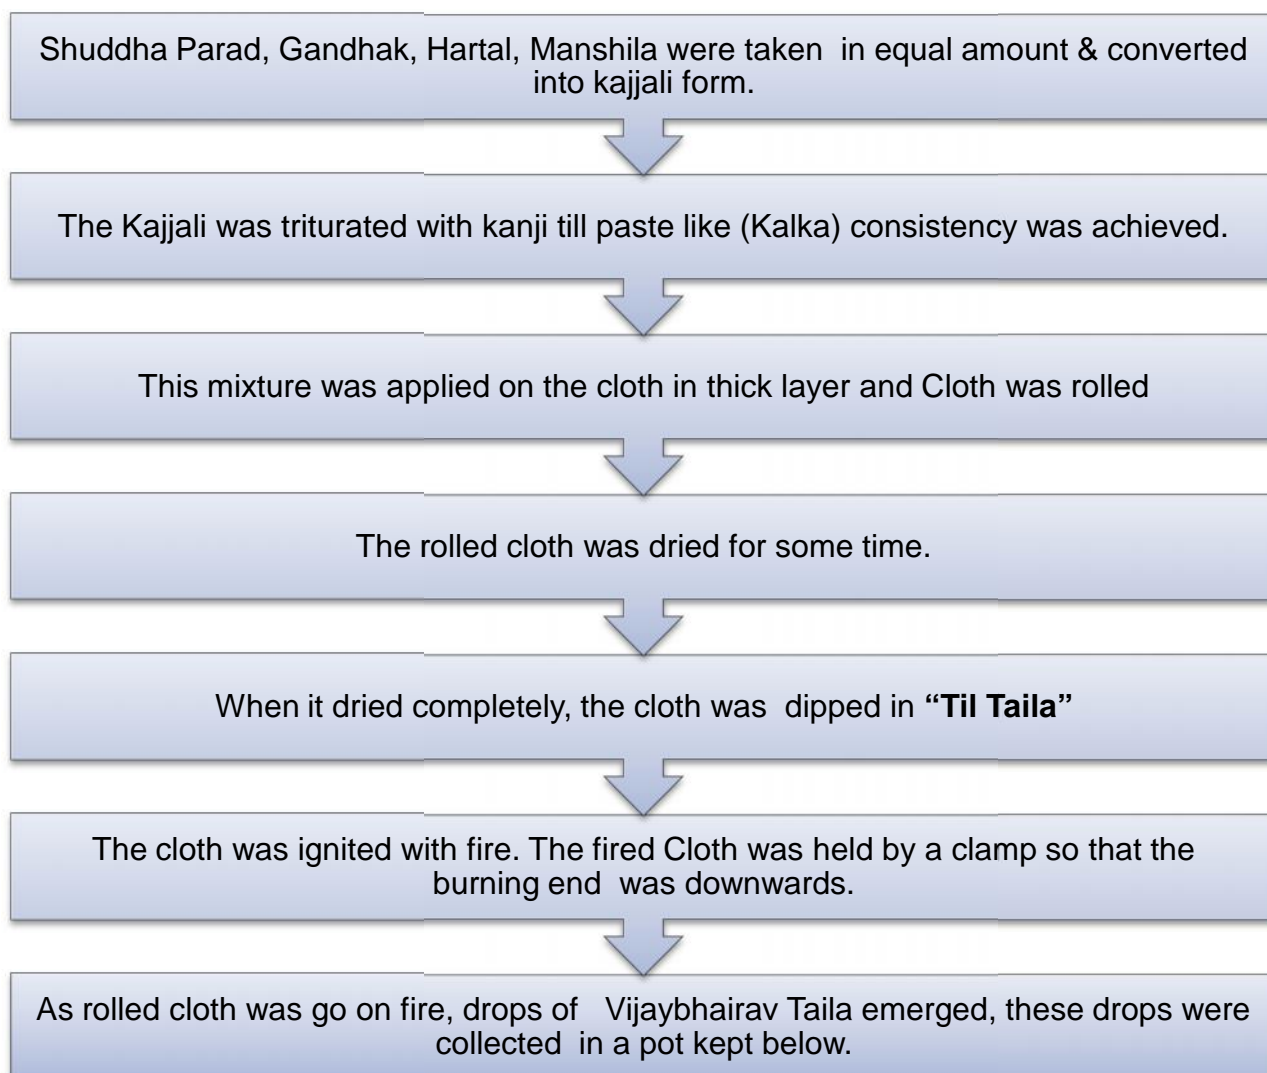 Shuddha Parad, Gandhak, Hartal, Manshila were taken in equal amount & converted
into kajjali form.
The Kajjali was triturated with kanji till paste like (Kalka) consistency was achieved.
This mixture was applied on the cloth in thick layer and Cloth was rolled
The rolled cloth was dried for some time.
When it dried completely, the cloth was dipped in “Til Taila”
The cloth was ignited with fire. The fired Cloth was held by a clamp so that the
burning end was downwards.
As rolled cloth was go on fire, drops of Vijaybhairav Taila emerged, these drops were
collected in a pot kept below.